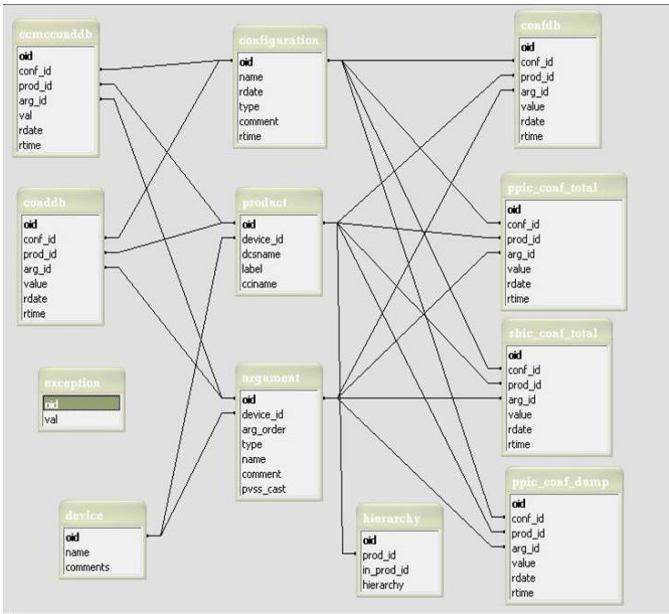 ccmcconddb
oid
conf_id
prod_id
arg_id
val
rdate
rtime
configuration
oid
name
rdate
type
comment
rtime
confdb
oid
conf_id
prod_id
arg_id
value
rdate
rtime
conddb
oid
conf_id
prod_id
arg_id
value
rdate
rtime
product
oid
device_id
dcsname
label
cciname
ppic_conf_total
oid
conf_id
prod_id
arg_id
value
rdate
rtime
exception
oid
val
argument
oid
device_id
arg_order
type
name
comment
pvss_cast
sbic_conf_total
oid
conf_id
prod_id
arg_id
value
rdate
rtime
device
oid
name
comments
hierarchy
oid
prod_id
in_prod_id
hierarchy
ppic_conf_dump
oid
conf_id
prod_id
arg_id
value
rdate
rtime